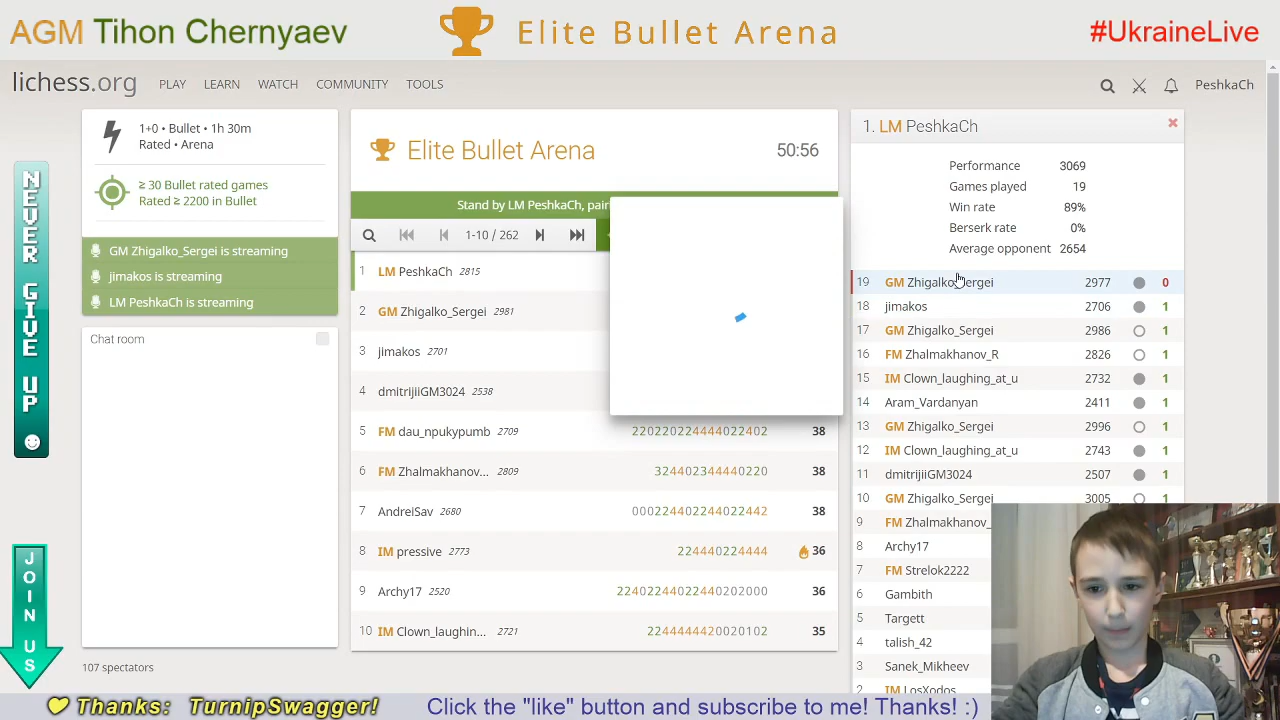 AGM Tihon Chernyaev
Elite Bullet Arena
#UkraineLive
lichess.org
PLAY
LEARN
WATCH
COMMUNITY
TOOLS
PeshkaCh
NEVER GIVE UP
JOIN US
1+0 • Bullet • 1h 30m
Rated • Arena
≥ 30 Bullet rated games
Rated ≥ 2200 in Bullet
GM Zhigalko_Sergei is streaming
jimakos is streaming
LM PeshkaCh is streaming
Chat room
107 spectators
Elite Bullet Arena
50:56
Stand by LM PeshkaCh,
1-10 / 262
1 LM PeshkaCh 2815
2 GM Zhigalko_Sergei 2981
3 jimakos 2701
4 dmitrijiiGM3024 2538
5 FM dau_npukypumb 2709 22022022444402​2402 38
6 FM Zhalmakhanov... 2809 32440234440220 38
7 AndreiSav 2680 000224402244022442 38
8 IM pressive 2773 224440224444 36
9 Archy17 2520 2240224402244202000 36
10 IM Clown_laughin... 2721 22444444202​0102 35
1. LM PeshkaCh
Performance 3069
Games played 19
Win rate 89%
Berserk rate 0%
Average opponent 2654
19 GM Zhigalko_Sergei 2977 0
18 jimakos 2706 1
17 GM Zhigalko_Sergei 2986 1
16 FM Zhalmakhanov_R 2826 1
15 IM Clown_laughing_at_u 2732 1
14 Aram_Vardanyan 2411 1
13 GM Zhigalko_Sergei 2996 1
12 IM Clown_laughing_at_u 2743 1
11 dmitrijiiGM3024 2507 1
10 GM Zhigalko_Sergei 3005 1
9 FM Zhalmakhanov_
8 Archy17
7 FM Strelok2222
6 Gambith
5 Targett
4 talish_42
3 Sanek_Mikheev
2 IM LosXodos
Thanks: TurnipSwagger!
Click the "like" button and subscribe to me! Thanks! :)